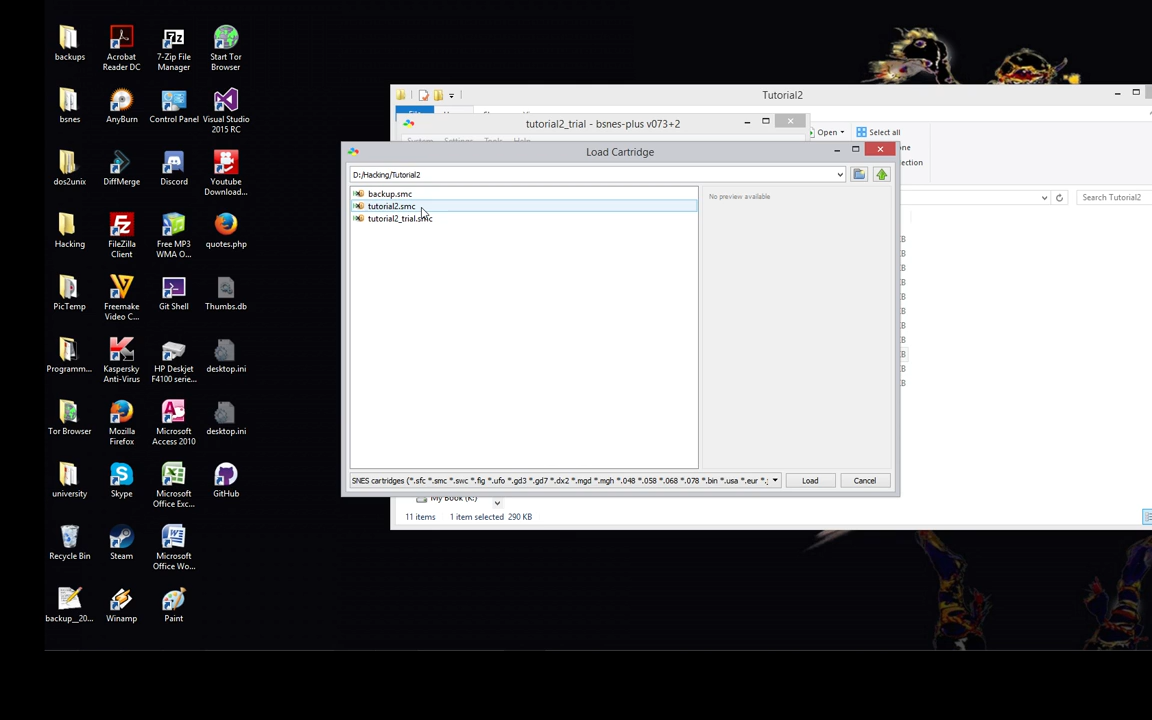 backups
Acrobat Reader DC
7-Zip File Manager
Start Tor Browser
bsnes
AnyBurn
Control Panel
Visual Studio 2015 RC
dos2unix
DiffMerge
Discord
Youtube Download...
Hacking
FileZilla Client
Free MP3 WMA O...
quotes.php
PicTemp
Freemake Video C...
Git Shell
Thumbs.db
Programm...
Kaspersky Anti-Virus
HP Deskjet F4100 serie...
desktop.ini
Tor Browser
Mozilla Firefox
Microsoft Access 2010
desktop.ini
university
Skype
Microsoft Office Exc...
GitHub
Recycle Bin
Steam
Microsoft Office Wo...
backup_20...
Winamp
Paint
Tutorial2
Open
Select all
Search Tutorial2
tutorial2_trial - bsnes-plus v073+2
Load Cartridge
D:/Hacking/Tutorial2
backup.smc
tutorial2.smc
tutorial2_trial.smc
No preview available
SNES cartridges (*.sfc *.smc *.swc *.fig *.ufo *.gd3 *.gd7 *.dx2 *.mgd *.mgh *.048 *.058 *.068 *.078 *.bin *.usa *.eur *.
Load
Cancel
My Book (K:)
11 items 1 item selected 290 KB